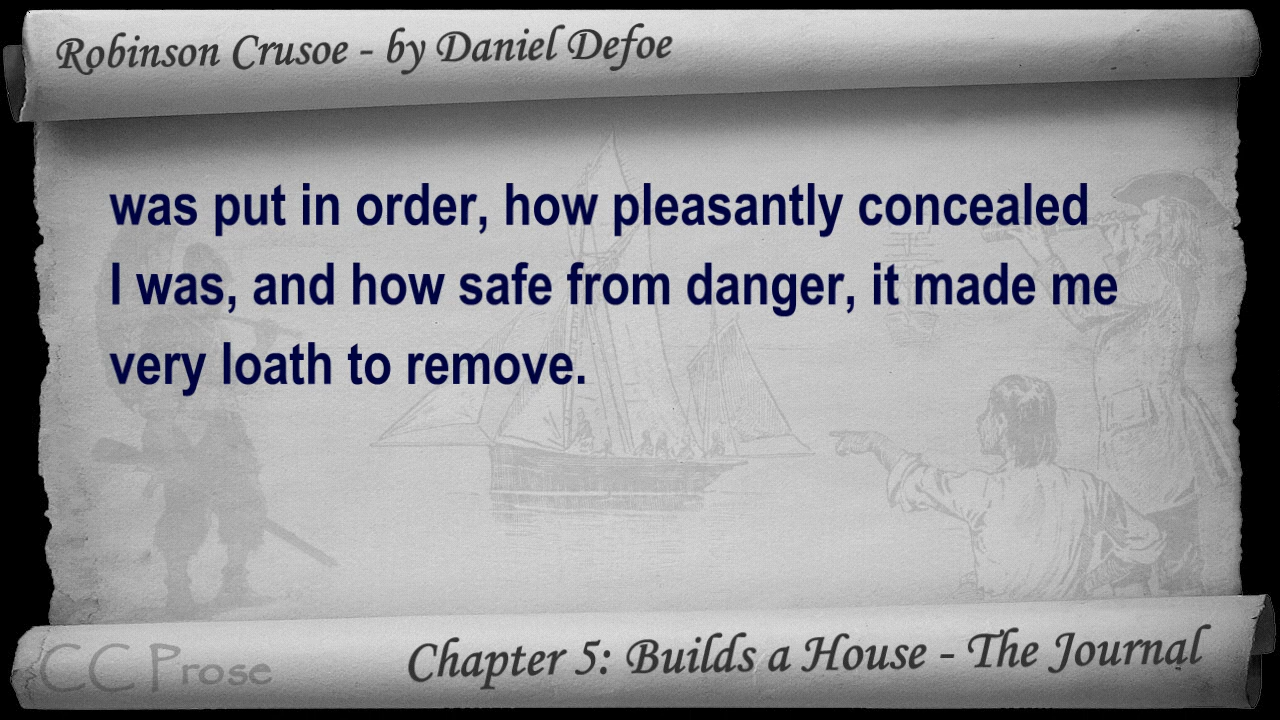 Robinson Crusoe - by Daniel Defoe
was put in order, how pleasantly concealed
I was, and how safe from danger, it made me
very loath to remove.
CC Prose
Chapter 5: Builds a House - The Journal